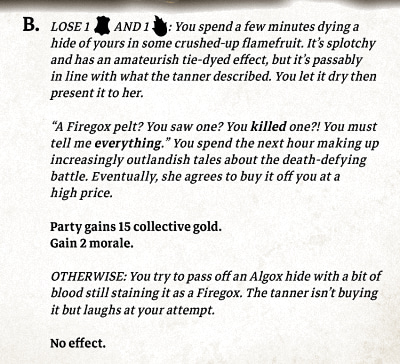 B. LOSE 1 AND 1 : You spend a few minutes dying a
hide of yours in some crushed-up flamefruit. It's splotchy
and has an amateurish tie-dyed effect, but it's passably
in line with what the tanner described. You let it dry then
present it to her.
"A Firegox pelt? You saw one? You killed one?! You must
tell me everything." You spend the next hour making up
increasingly outlandish tales about the death-defying
battle. Eventually, she agrees to buy it off you at a
high price.
Party gains 15 collective gold.
Gain 2 morale.
OTHERWISE: You try to pass off an Algox hide with a bit of
blood still staining it as a Firegox. The tanner isn't buying
it but laughs at your attempt.
No effect.